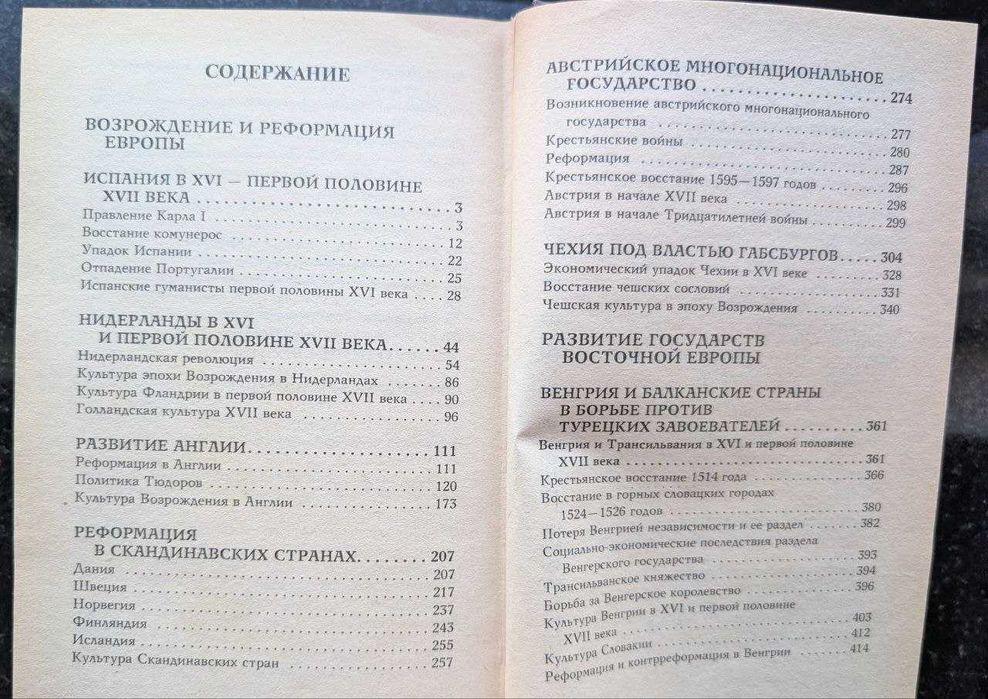 СОДЕРЖАНИЕ
ВОЗРОЖДЕНИЕ И РЕФОРМАЦИЯ
ЕВРОПЫ
ИСПАНИЯ В XVI — ПЕРВОЙ ПОЛОВИНЕ
XVII ВЕКА . . . . . . . . . . . . . . . . . . . . . . . . . 3
Правление Карла I . . . . . . . . . . . . . . . . . . . . . . . . . 3
Восстание комунерос . . . . . . . . . . . . . . . . . . . . . . . 12
Упадок Испании . . . . . . . . . . . . . . . . . . . . . . . . . . 22
Отпадение Португалии . . . . . . . . . . . . . . . . . . . . . . 25
Испанские гуманисты первой половины XVI века . . . . 28
НИДЕРЛАНДЫ В XVI
И ПЕРВОЙ ПОЛОВИНЕ XVII ВЕКА. . . . . . 44
Нидерландская революция . . . . . . . . . . . . . . . . . . . 54
Культура эпохи Возрождения в Нидерландах . . . . . . . 86
Культура Фландрии в первой половине XVII века . . . . 90
Голландская культура XVII века . . . . . . . . . . . . . . . 96
РАЗВИТИЕ АНГЛИИ. . . . . . . . . . . . . . . . . . . . 111
Реформация в Англии . . . . . . . . . . . . . . . . . . . . . . 111
Политика Тюдоров . . . . . . . . . . . . . . . . . . . . . . . . 120
Культура Возрождения в Англии . . . . . . . . . . . . . . . 173
РЕФОРМАЦИЯ
В СКАНДИНАВСКИХ СТРАНАХ. . . . . . . . 207
Дания . . . . . . . . . . . . . . . . . . . . . . . . . . . . . . . . 207
Швеция . . . . . . . . . . . . . . . . . . . . . . . . . . . . . . . 217
Норвегия . . . . . . . . . . . . . . . . . . . . . . . . . . . . . . 237
Финляндия . . . . . . . . . . . . . . . . . . . . . . . . . . . . . 243
Исландия . . . . . . . . . . . . . . . . . . . . . . . . . . . . . . 255
Культура Скандинавских стран . . . . . . . . . . . . . . . . 257
АВСТРИЙСКОЕ МНОГОНАЦИОНАЛЬНОЕ
ГОСУДАРСТВО . . . . . . . . . . . . . . . . . . . . 274
Возникновение австрийского многонационального
государства . . . . . . . . . . . . . . . . . . . . . . . . . . . 277
Крестьянские войны . . . . . . . . . . . . . . . . . . . . . . . 280
Реформация . . . . . . . . . . . . . . . . . . . . . . . . . . . . 287
Крестьянское восстание 1595—1597 годов . . . . . . . . 296
Австрия в начале XVII века . . . . . . . . . . . . . . . . . . 298
Австрия в начале Тридцатилетней войны . . . . . . . . . 299
ЧЕХИЯ ПОД ВЛАСТЬЮ ГАБСБУРГОВ. . . . . 304
Экономический упадок Чехии в XVI веке . . . . . . . . . 328
Восстание чешских сословий . . . . . . . . . . . . . . . . . 331
Чешская культура в эпоху Возрождения . . . . . . . . . . 340
РАЗВИТИЕ ГОСУДАРСТВ
ВОСТОЧНОЙ ЕВРОПЫ
ВЕНГРИЯ И БАЛКАНСКИЕ СТРАНЫ
В БОРЬБЕ ПРОТИВ
ТУРЕЦКИХ ЗАВОЕВАТЕЛЕЙ . . . . . . . . . . 361
Венгрия и Трансильвания в XVI и первой половине
XVII века . . . . . . . . . . . . . . . . . . . . . . . . . . . . 361
Крестьянское восстание 1514 года . . . . . . . . . . . . . 366
Восстание в горных словацких городах
1524—1526 годов . . . . . . . . . . . . . . . . . . . . . . . 380
Потеря Венгрией независимости и ее раздел . . . . . . . 382
Социально-экономические последствия раздела
Венгерского государства . . . . . . . . . . . . . . . . . . 393
Трансильванское княжество . . . . . . . . . . . . . . . . . . 394
Борьба за Венгерское королевство . . . . . . . . . . . . . 396
Культура Венгрии в XVI и первой половине
XVII века . . . . . . . . . . . . . . . . . . . . . . . . . . . . 403
Культура Словакии . . . . . . . . . . . . . . . . . . . . . . . . 412
Реформация и контрреформация в Венгрии . . . . . . . 414